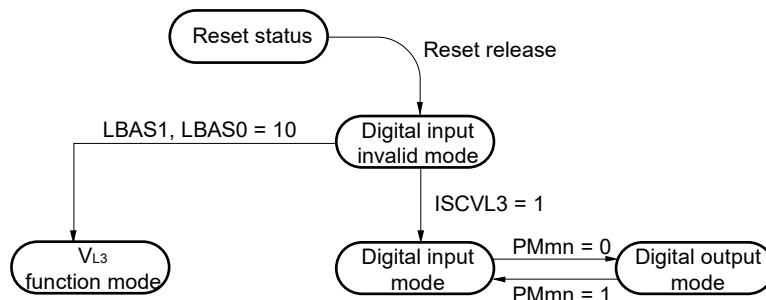 Reset status
Reset release
LBAS1, LBAS0 = 10
Digital input
invalid mode
ISCVL3 = 1
VL3
function mode
Digital input
mode
PMmn = 0
PMmn = 1
Digital output
mode